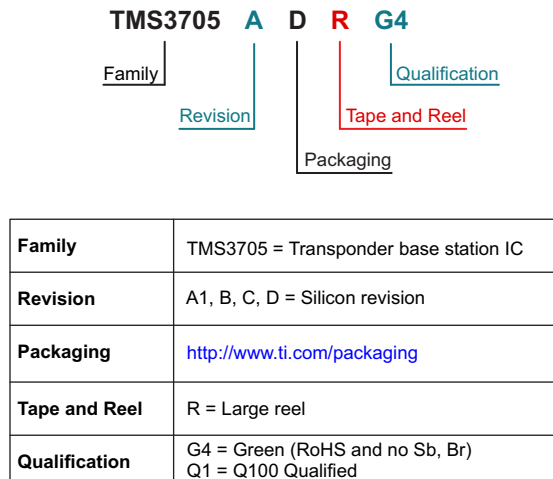 TMS3705 A D R G4
Family
Qualification
Revision
Tape and Reel
Packaging
Family
TMS3705 = Transponder base station IC
Revision
A1, B, C, D = Silicon revision
Packaging
http://www.ti.com/packaging
Tape and Reel
R = Large reel
Qualification
G4 = Green (RoHS and no Sb, Br)
Q1 = Q100 Qualified